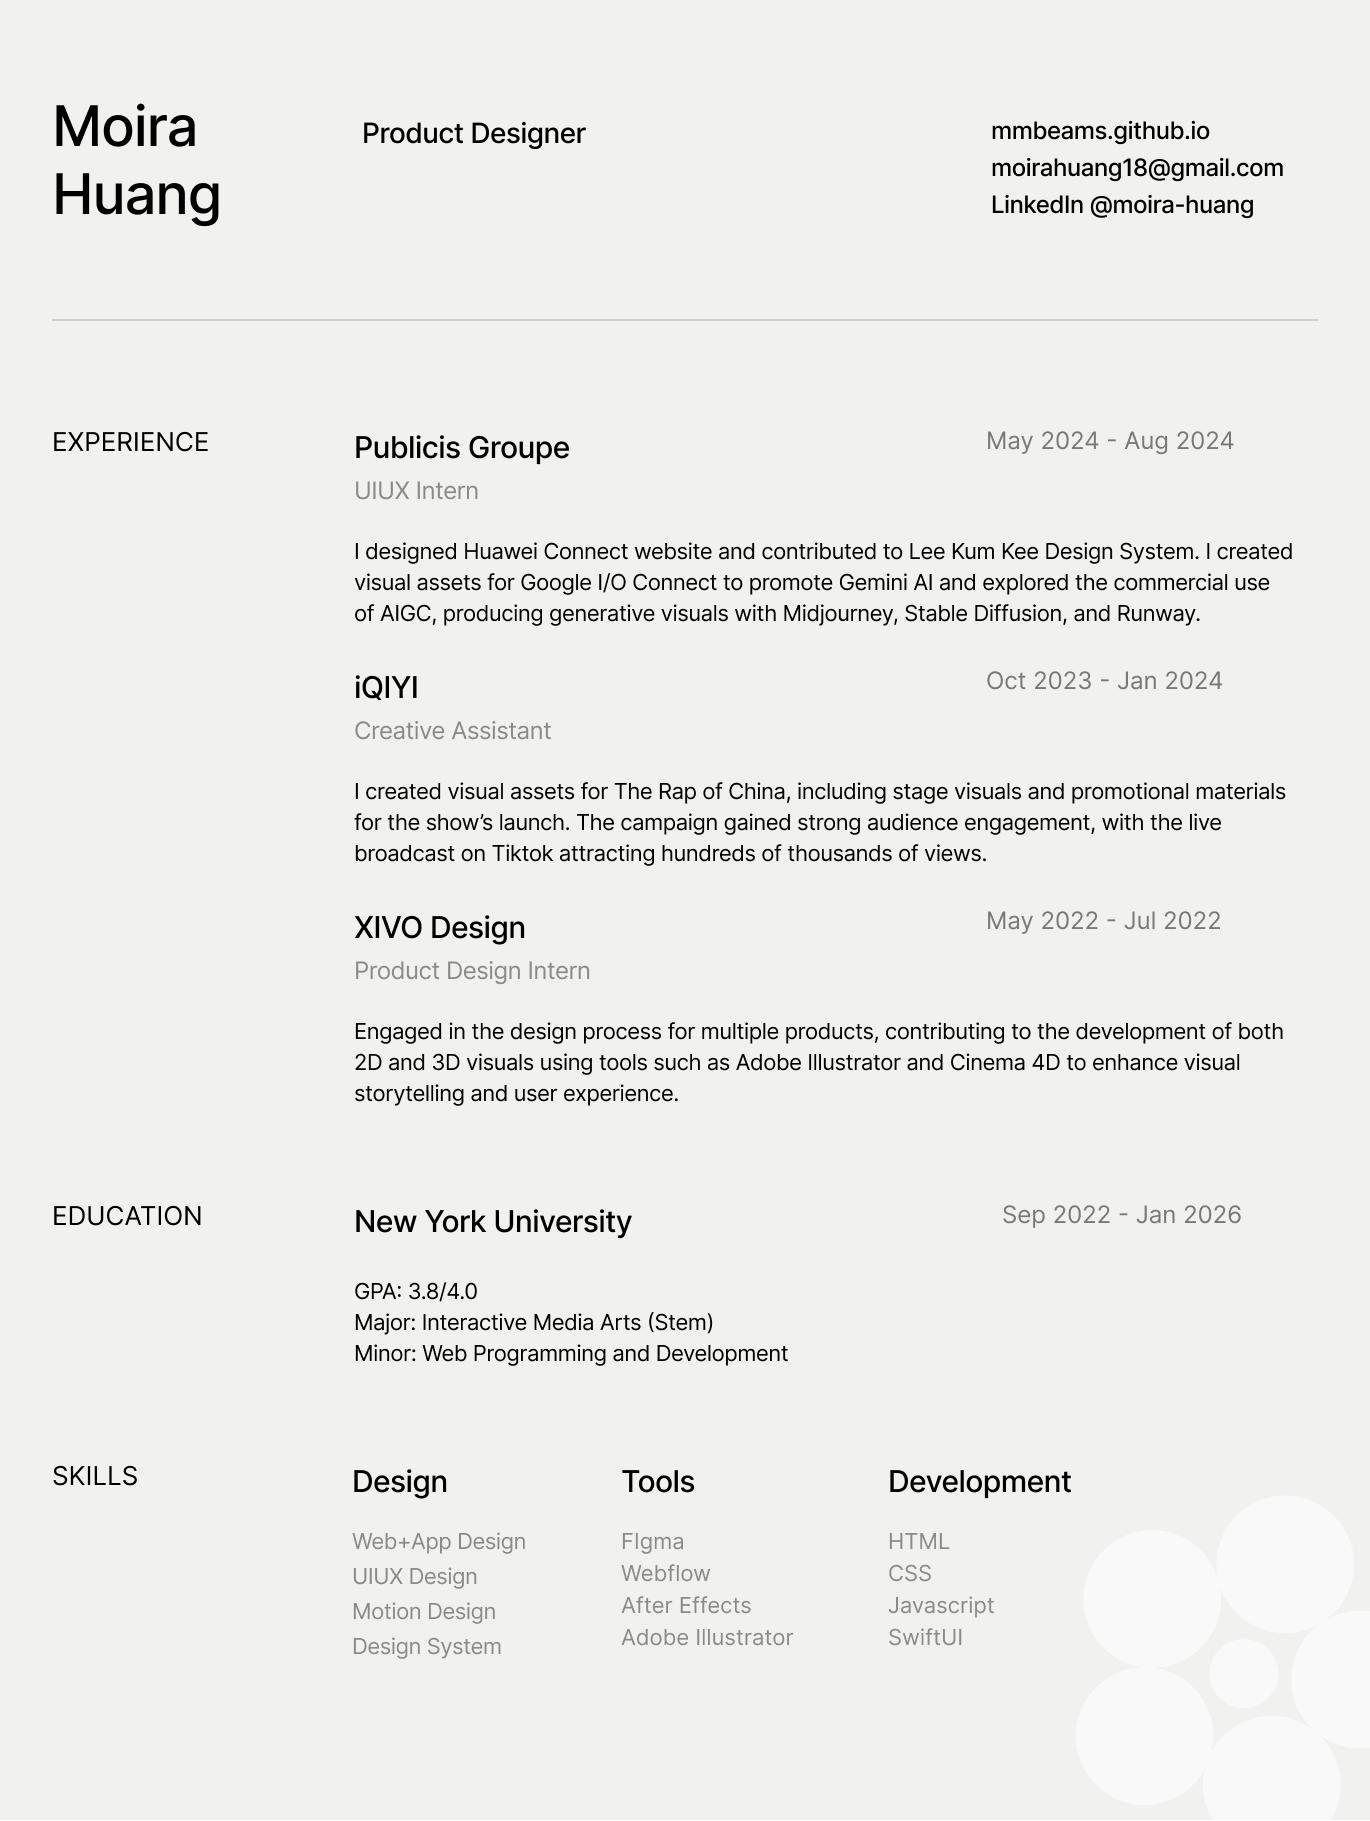 Moira
Huang
Product Designer
mmbeams.github.io
moirahuang18@gmail.com
LinkedIn @moira-huang
EXPERIENCE
Publicis Groupe
May 2024 - Aug 2024
UIUX Intern
I designed Huawei Connect website and contributed to Lee Kum Kee Design System. I created
visual assets for Google I/O Connect to promote Gemini AI and explored the commercial use
of AIGC, producing generative visuals with Midjourney, Stable Diffusion, and Runway.
iQIYI
Oct 2023 - Jan 2024
Creative Assistant
I created visual assets for The Rap of China, including stage visuals and promotional materials
for the show’s launch. The campaign gained strong audience engagement, with the live
broadcast on Tiktok attracting hundreds of thousands of views.
XIVO Design
May 2022 - Jul 2022
Product Design Intern
Engaged in the design process for multiple products, contributing to the development of both
2D and 3D visuals using tools such as Adobe Illustrator and Cinema 4D to enhance visual
storytelling and user experience.
EDUCATION
New York University
Sep 2022 - Jan 2026
GPA: 3.8/4.0
Major: Interactive Media Arts (Stem)
Minor: Web Programming and Development
SKILLS
Design
Web+App Design
UIUX Design
Motion Design
Design System
Tools
FIgma
Webflow
After Effects
Adobe Illustrator
Development
HTML
CSS
Javascript
SwiftUI